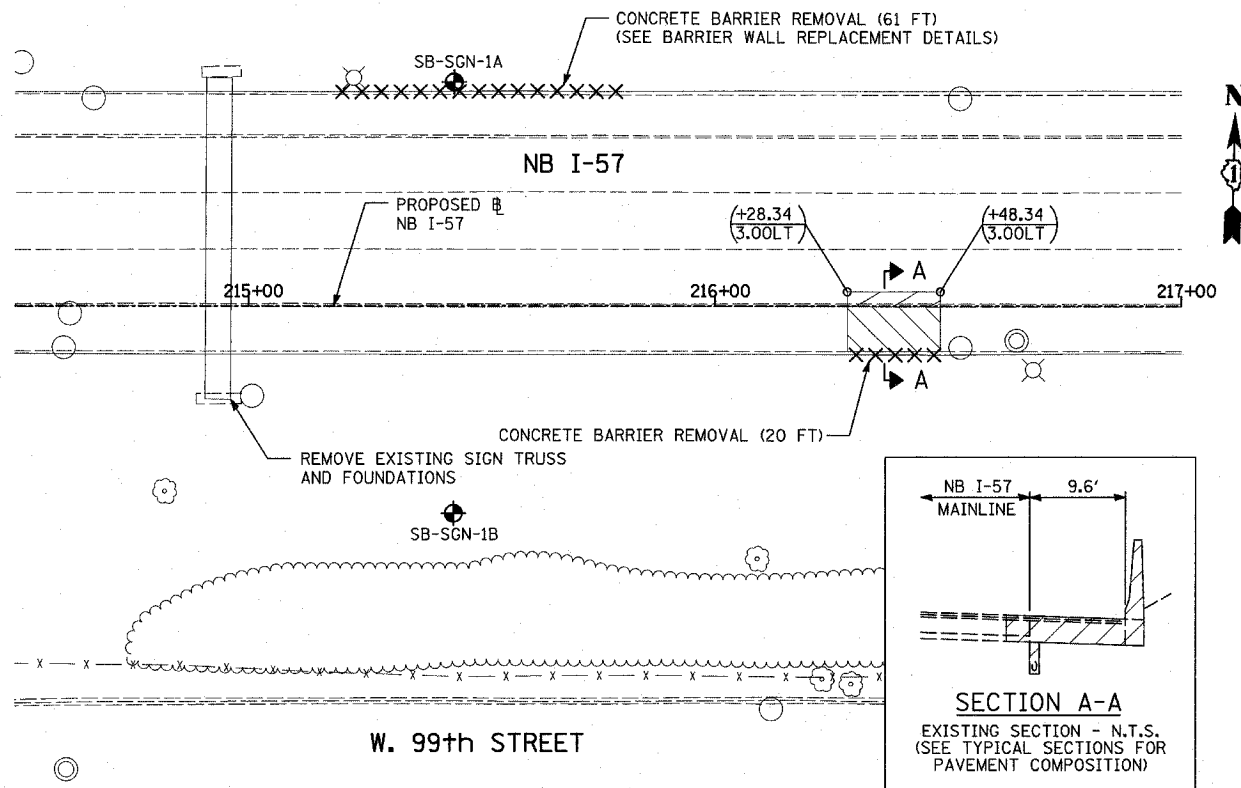 CONCRETE BARRIER REMOVAL (61 FT)
(SEE BARRIER WALL REPLACEMENT DETAILS)
SB-SGN-1A
N
1
NB I-57
PROPOSED ⅊
NB I-57
(+28.34
3.00LT)
(+48.34
3.00LT)
A
215+00
216+00
217+00
A
CONCRETE BARRIER REMOVAL (20 FT)
REMOVE EXISTING SIGN TRUSS
AND FOUNDATIONS
SB-SGN-1B
NB I-57
MAINLINE
9.6'
SECTION A-A
EXISTING SECTION - N.T.S.
(SEE TYPICAL SECTIONS FOR
PAVEMENT COMPOSITION)
W. 99th STREET